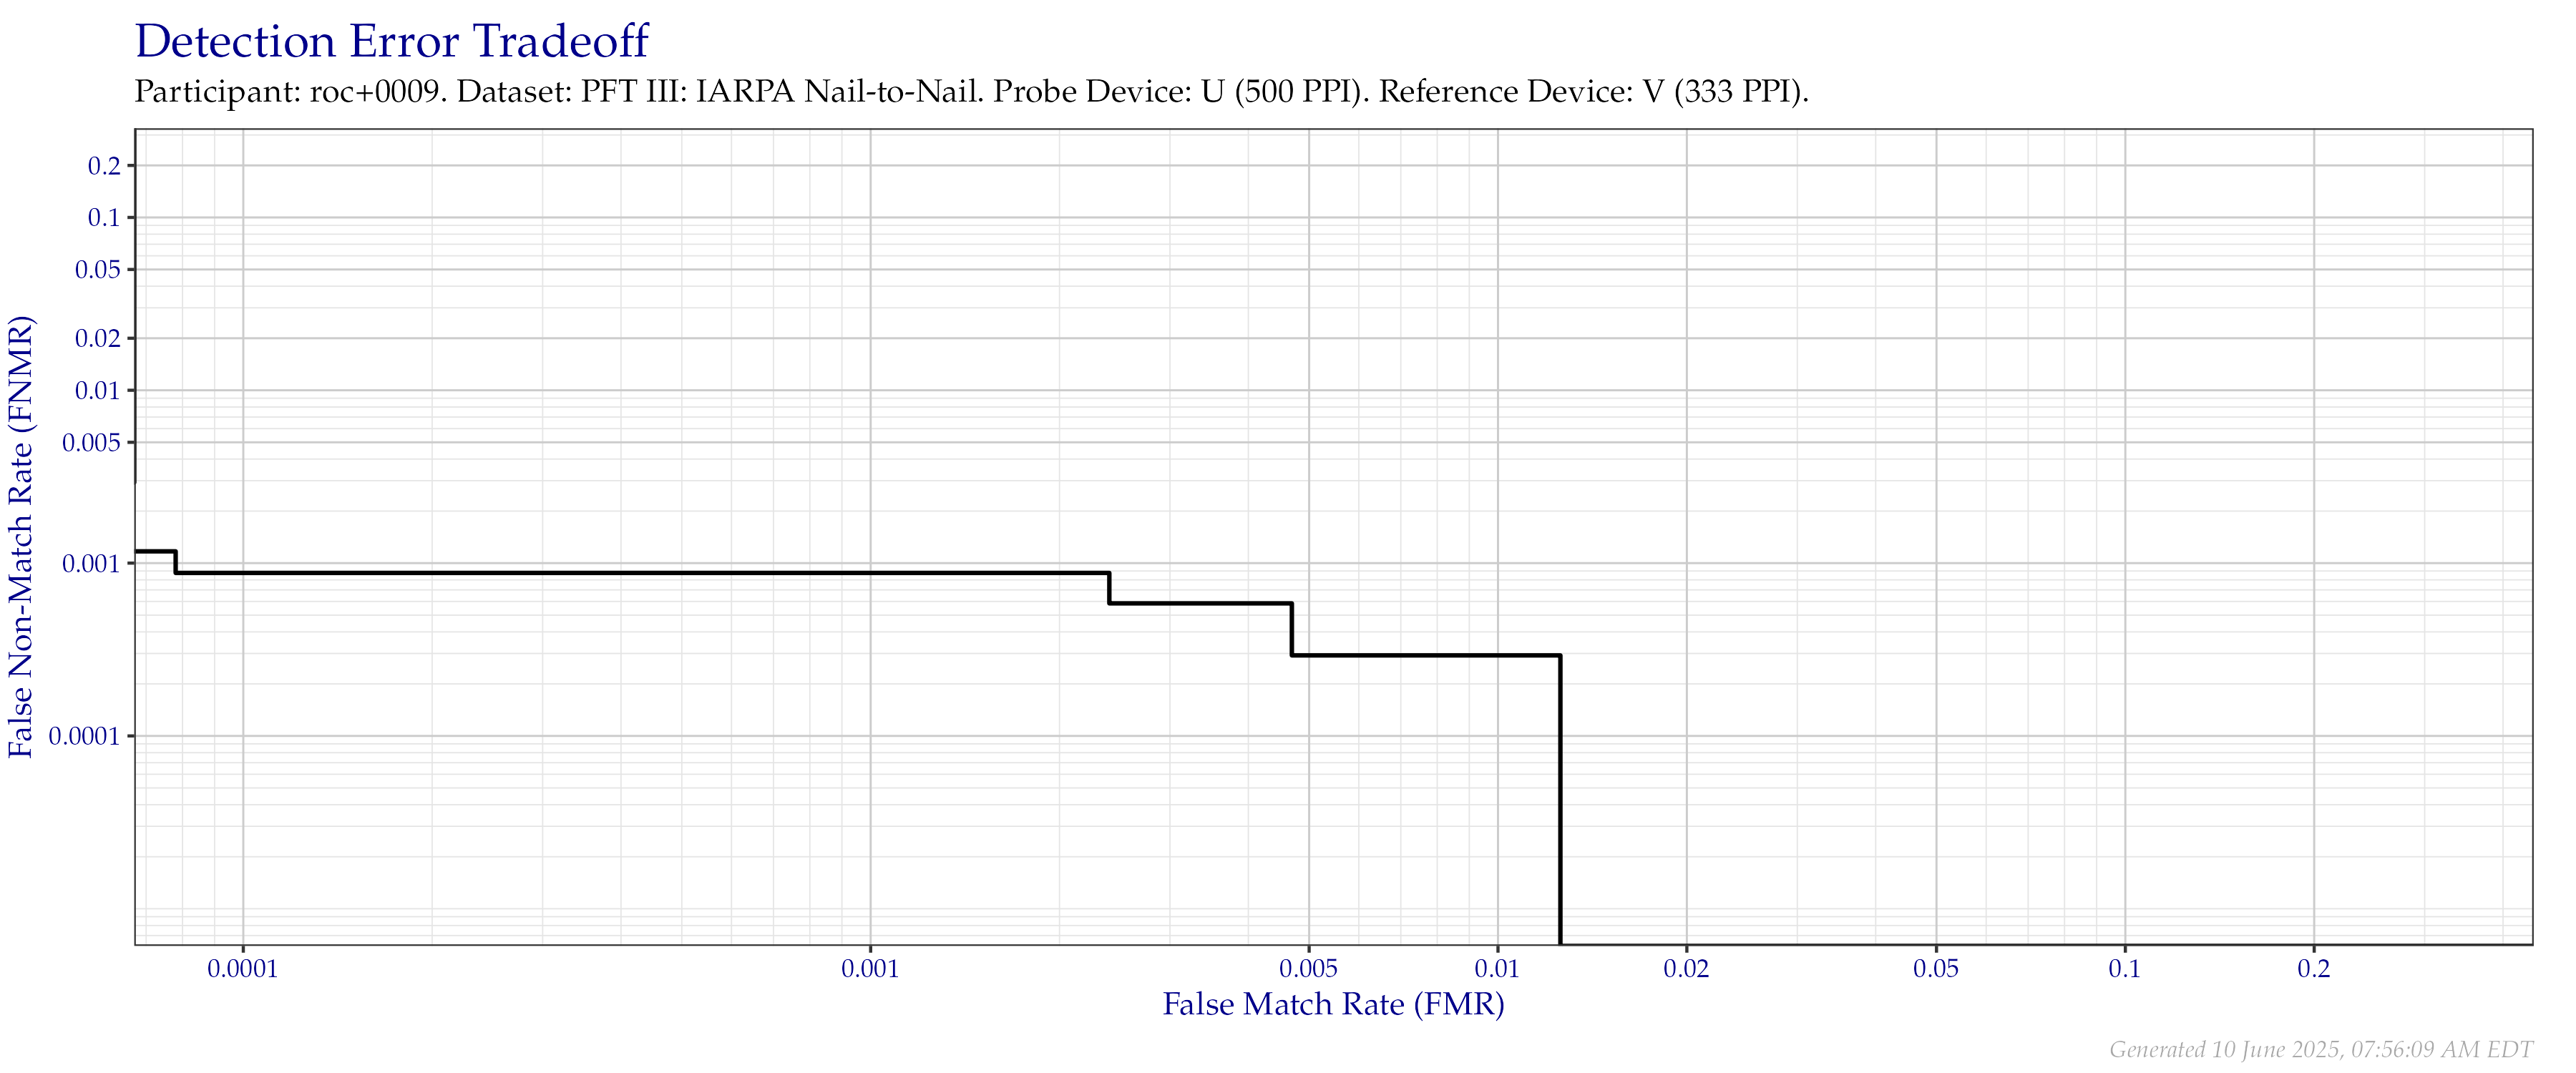 Detection Error Tradeoff
Participant: roc+0009. Dataset: PFT III: IARPA Nail-to-Nail. Probe Device: U (500 PPI). Reference Device: V (333 PPI).
False Non-Match Rate (FNMR)
0.2
0.1
0.05
0.02
0.01
0.005
0.001
0.0001
0.0001 0.001 0.005 0.01 0.02 0.05 0.1 0.2
False Match Rate (FMR)
Generated 10 June 2025, 07:56:09 AM EDT